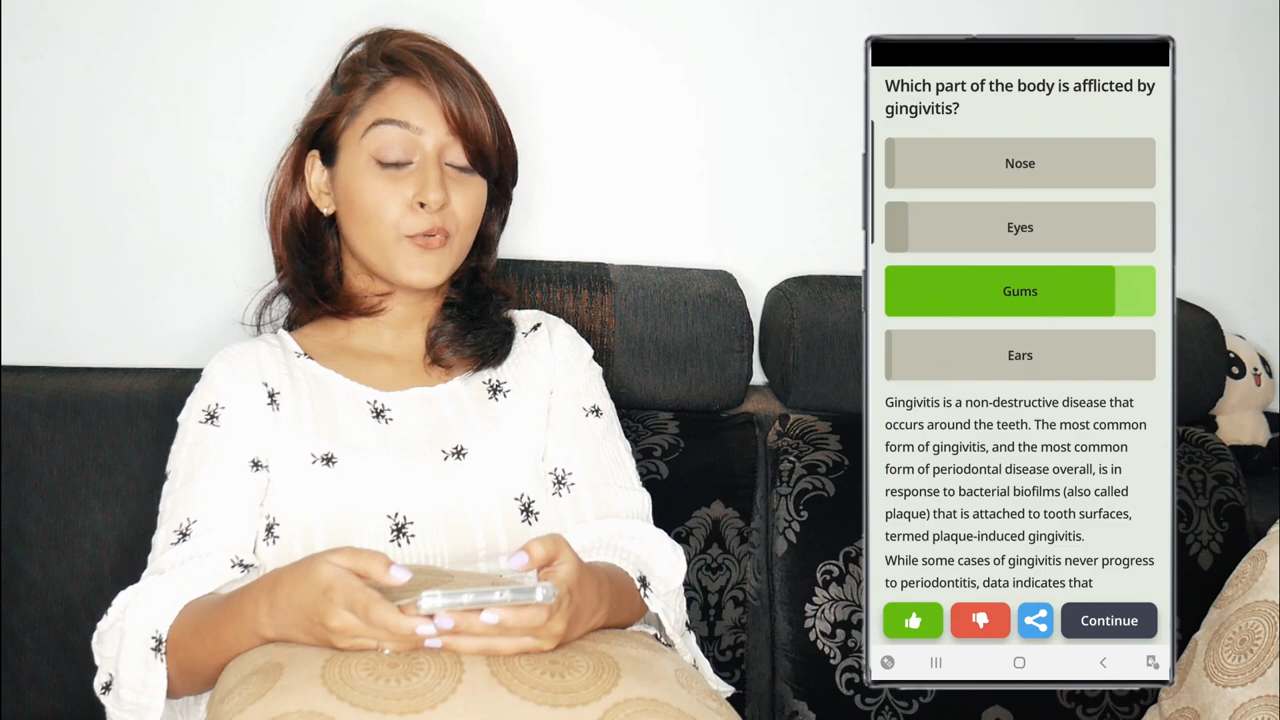 Which part of the body is afflicted by
gingivitis?
Nose
Eyes
Gums
Ears
Gingivitis is a non-destructive disease that
occurs around the teeth. The most common
form of gingivitis, and the most common
form of periodontal disease overall, is in
response to bacterial biofilms (also called
plaque) that is attached to tooth surfaces,
termed plaque-induced gingivitis.
While some cases of gingivitis never progress
to periodontitis, data indicates that
Continue